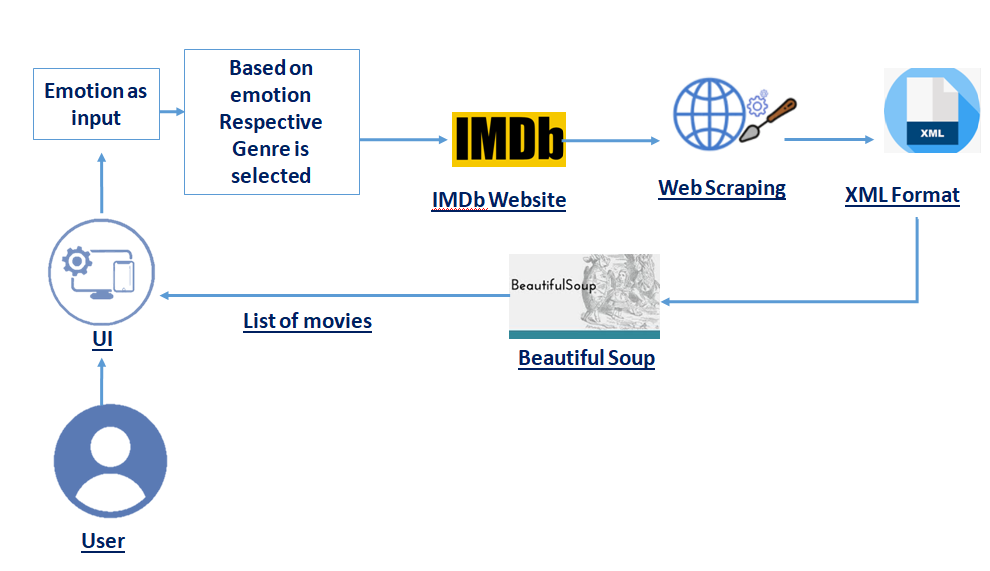 Emotion as
input
Based on
emotion
Respective
Genre is
selected
IMDb
IMDb Website
Web Scraping
XML
XML Format
BeautifulSoup
Beautiful Soup
List of movies
UI
User